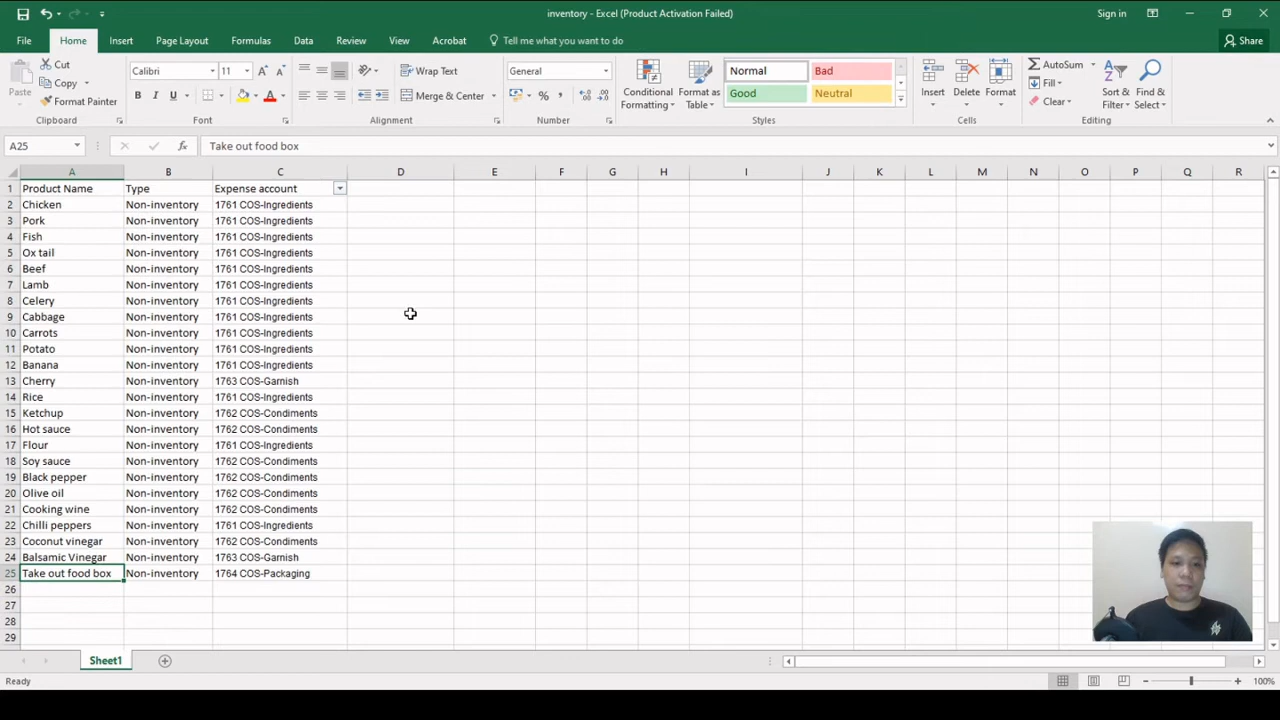 inventory - Excel (Product Activation Failed)
Sign in
File Home Insert Page Layout Formulas Data Review View Acrobat Tell me what you want to do Share
Paste
Cut
Copy
Format Painter
Clipboard
Calibri 11
B I U
Font
Wrap Text
Merge & Center
Alignment
General
Number
Conditional Formatting
Format as Table
Normal Bad
Good Neutral
Styles
Insert Delete Format
Cells
AutoSum
Fill
Clear
Sort & Filter
Find & Select
Editing
A25 fx Take out food box
A B C D E F G H I J K L M N O P Q R
1 Product Name Type Expense account
2 Chicken Non-inventory 1761 COS-Ingredients
3 Pork Non-inventory 1761 COS-Ingredients
4 Fish Non-inventory 1761 COS-Ingredients
5 Ox tail Non-inventory 1761 COS-Ingredients
6 Beef Non-inventory 1761 COS-Ingredients
7 Lamb Non-inventory 1761 COS-Ingredients
8 Celery Non-inventory 1761 COS-Ingredients
9 Cabbage Non-inventory 1761 COS-Ingredients
10 Carrots Non-inventory 1761 COS-Ingredients
11 Potato Non-inventory 1761 COS-Ingredients
12 Banana Non-inventory 1761 COS-Ingredients
13 Cherry Non-inventory 1763 COS-Garnish
14 Rice Non-inventory 1761 COS-Ingredients
15 Ketchup Non-inventory 1762 COS-Condiments
16 Hot sauce Non-inventory 1762 COS-Condiments
17 Flour Non-inventory 1761 COS-Ingredients
18 Soy sauce Non-inventory 1762 COS-Condiments
19 Black pepper Non-inventory 1762 COS-Condiments
20 Olive oil Non-inventory 1762 COS-Condiments
21 Cooking wine Non-inventory 1762 COS-Condiments
22 Chilli peppers Non-inventory 1761 COS-Ingredients
23 Coconut vinegar Non-inventory 1762 COS-Condiments
24 Balsamic Vinegar Non-inventory 1763 COS-Garnish
25 Take out food box Non-inventory 1764 COS-Packaging
26
27
28
29
Sheet1
Ready
100%